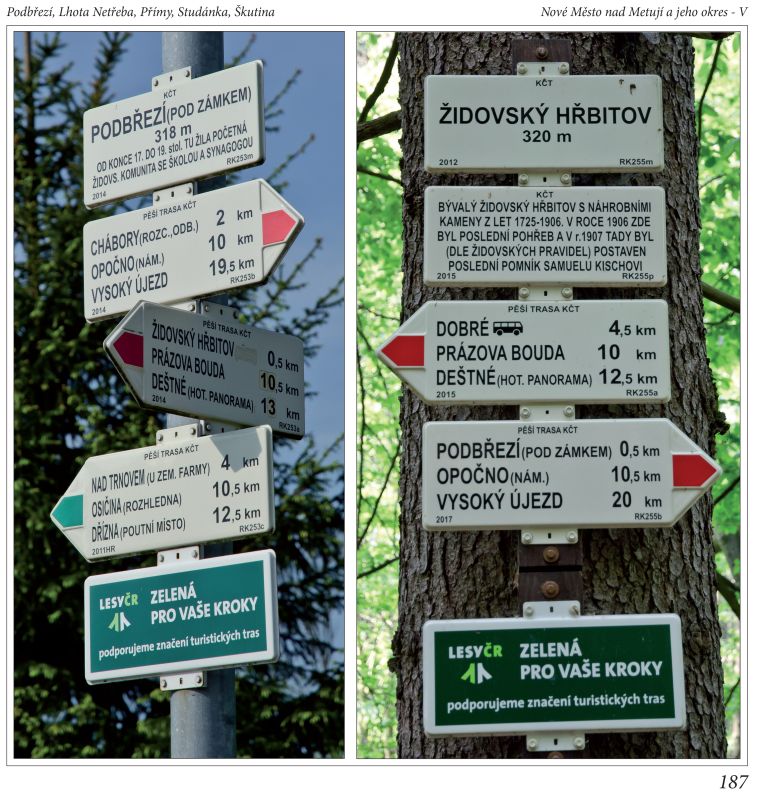 Podbřezí, Lhota Netřeba, Přímy, Studánka, Škutina
Nové Město nad Metují a jeho okres - V
KČT
PODBŘEZÍ (POD ZÁMKEM)
318 m
OD KONCE 17. DO 19. stol. TU ŽILA POČETNÁ
ŽIDOVS. KOMUNITA SE ŠKOLOU A SYNAGOGOU
2014
RK253m
PĚŠÍ TRASA KČT
CHÁBORY (ROZC.,ODB.) 2 km
OPOČNO (NÁM.) 10 km
VYSOKÝ ÚJEZD 19,5 km
2014
RK253b
PĚŠÍ TRASA KČT
ŽIDOVSKÝ HŘBITOV 0,5 km
PRÁZOVA BOUDA 10,5 km
DEŠTNÉ (HOT. PANORAMA) 13 km
2014
RK253a
PĚŠÍ TRASA KČT
NAD TRNOVEM (U ZEM. FARMY) 4 km
OSIČINA (ROZHLEDNA) 10,5 km
DŘÍZNA (POUTNÍ MÍSTO) 12,5 km
2011HR
RK253c
LESYČR
ZELENÁ
PRO VAŠE KROKY
podporujeme značení turistických tras
KČT
ŽIDOVSKÝ HŘBITOV
320 m
2012
RK255m
KČT
BÝVALÝ ŽIDOVSKÝ HŘBITOV S NÁHROBNÍMI
KAMENY Z LET 1725-1906. V ROCE 1906 ZDE
BYL POSLEDNÍ POHŘEB A V r.1907 TADY BYL
(DLE ŽIDOVSKÝCH PRAVIDEL) POSTAVEN
POSLEDNÍ POMNÍK SAMUELU KISCHOVI
2015
RK255p
PĚŠÍ TRASA KČT
DOBRÉ 4,5 km
PRÁZOVA BOUDA 10 km
DEŠTNÉ (HOT. PANORAMA) 12,5 km
2015
RK255a
PĚŠÍ TRASA KČT
PODBŘEZÍ (POD ZÁMKEM) 0,5 km
OPOČNO (NÁM.) 10,5 km
VYSOKÝ ÚJEZD 20 km
2017
RK255b
LESYČR
ZELENÁ
PRO VAŠE KROKY
podporujeme značení turistických tras
187